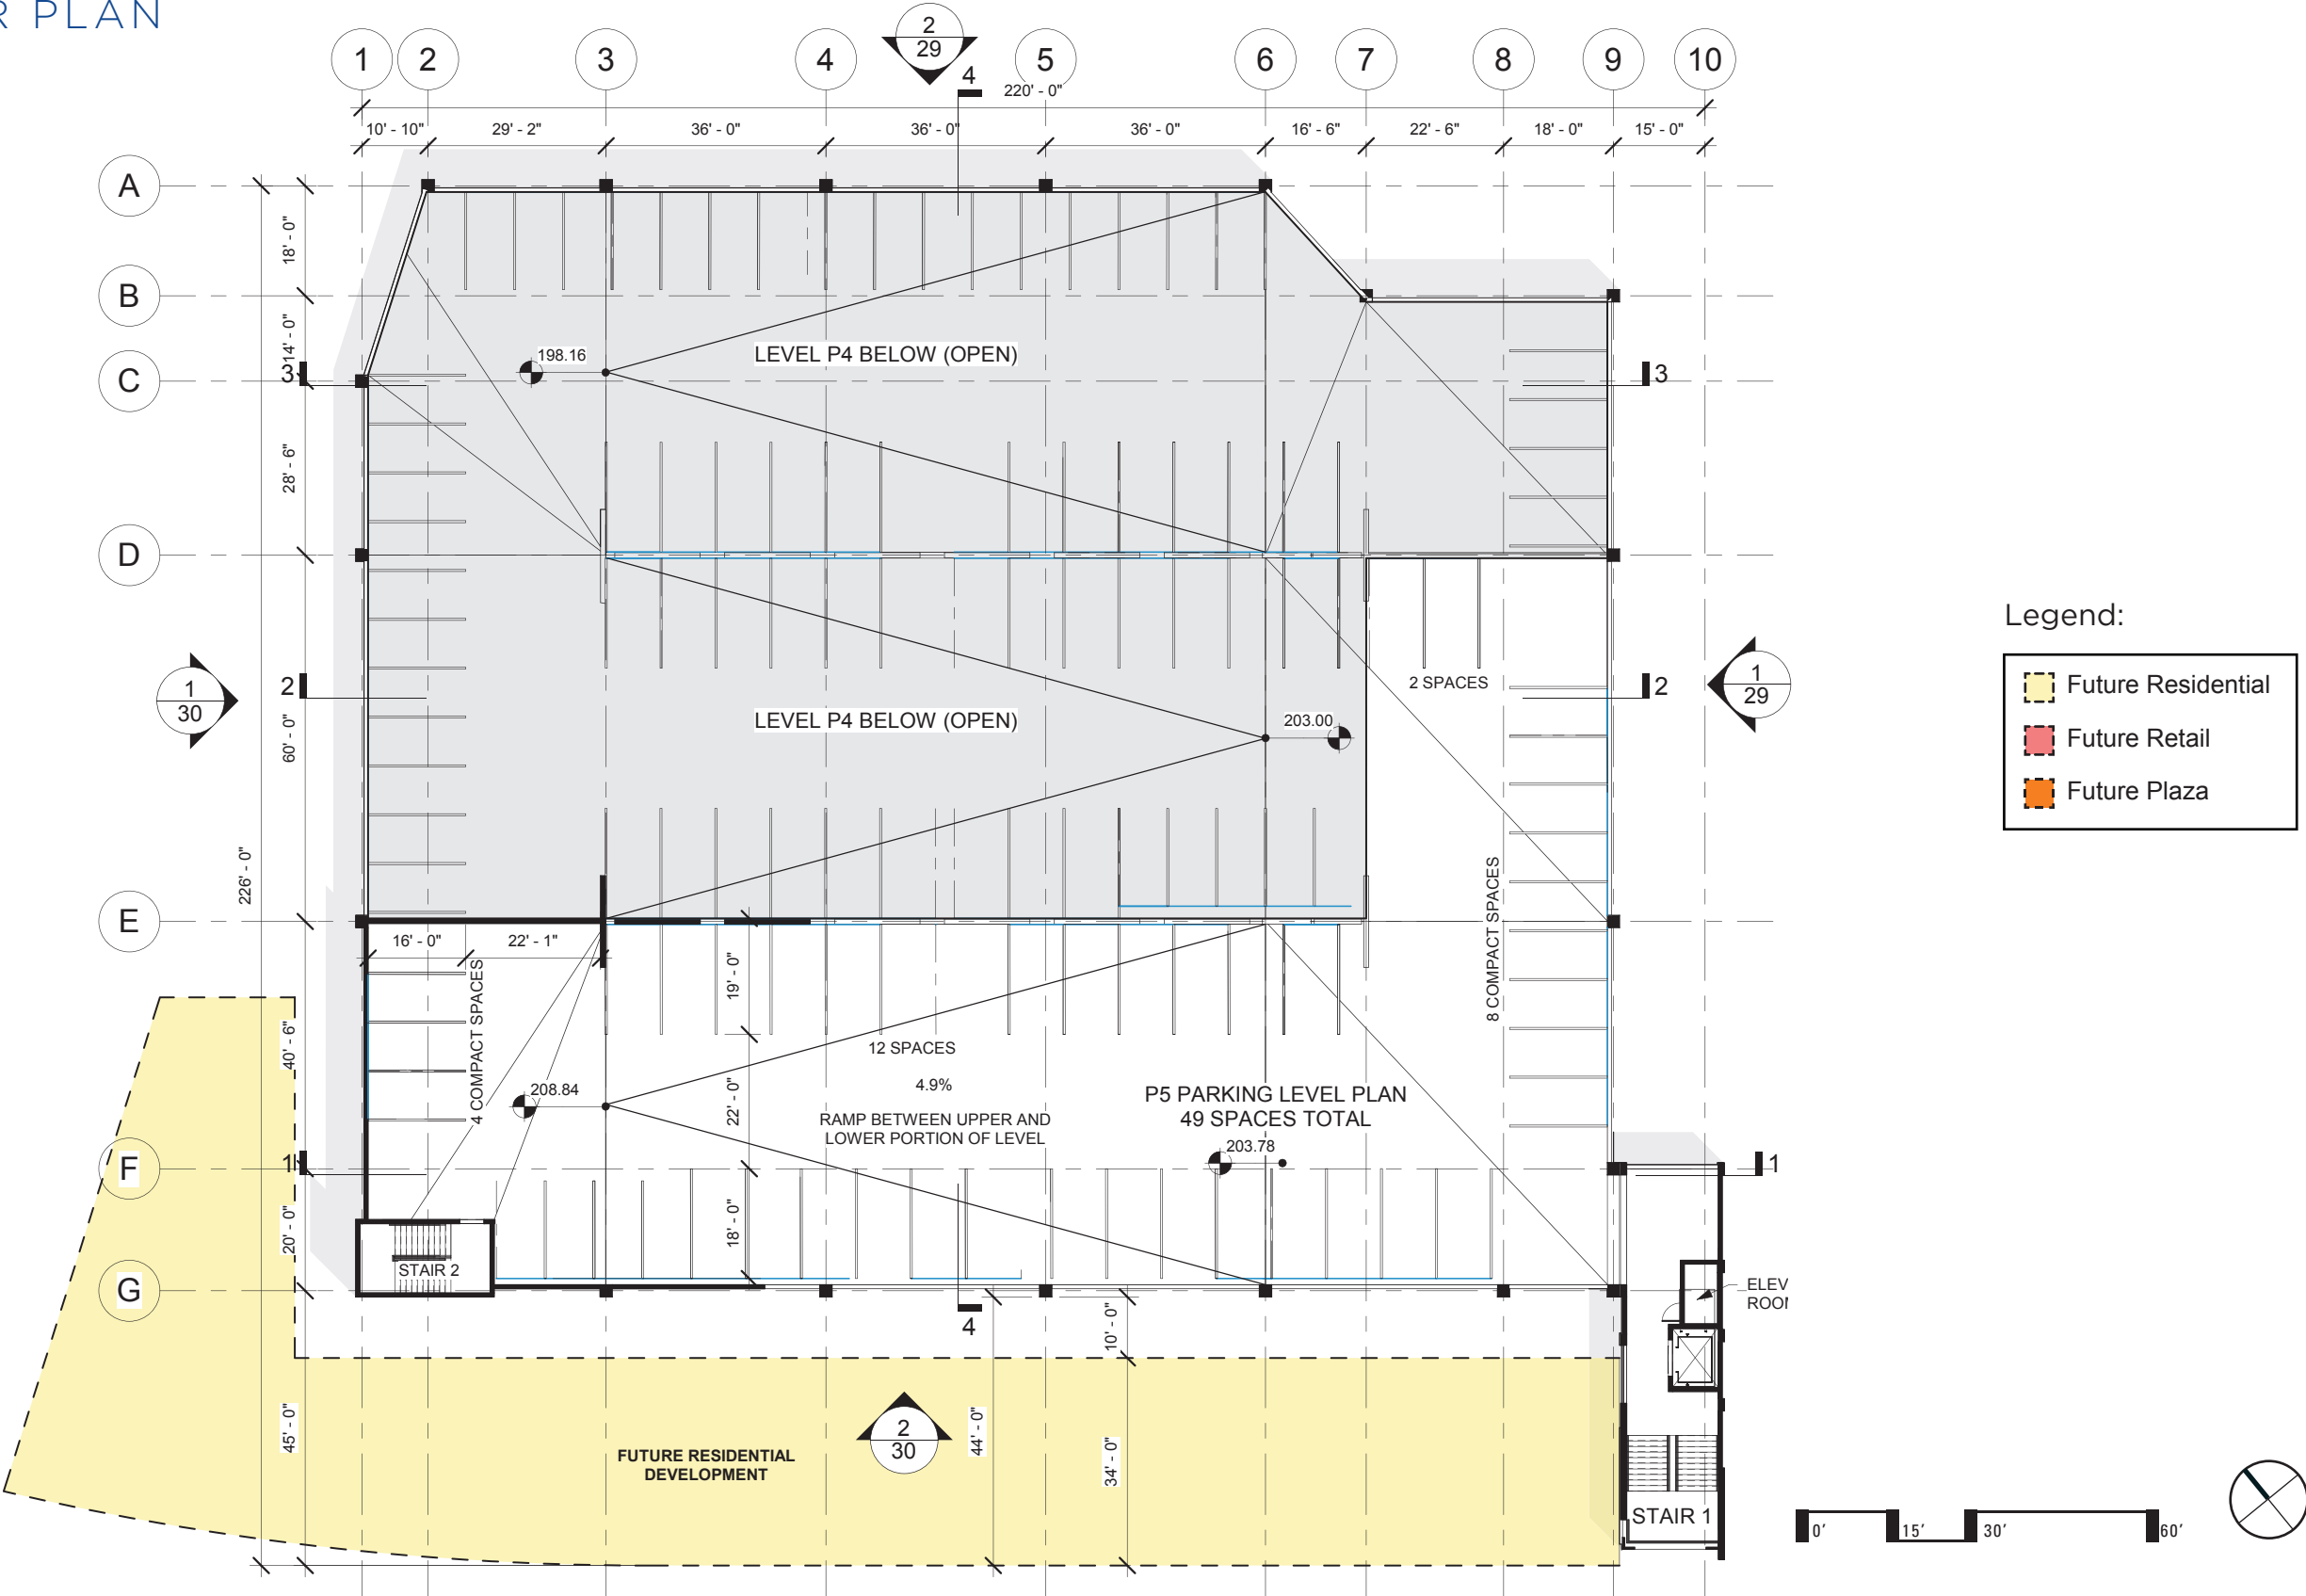 R PLAN
2
29
1 2 3 4 5 6 7 8 9 10
4
220' - 0"
10' - 10" 29' - 2" 36' - 0" 36' - 0" 36' - 0" 16' - 6" 22' - 6" 18' - 0" 15' - 0"
A
18' - 0"
B
14' - 0"
198.16
LEVEL P4 BELOW (OPEN)
C
3
3
28' - 6"
D
Legend:
Future Residential
Future Retail
Future Plaza
1
30
2
2 SPACES
2
1
29
LEVEL P4 BELOW (OPEN)
203.00
60' - 0"
226' - 0"
E
16' - 0" 22' - 1"
8 COMPACT SPACES
4 COMPACT SPACES
19' - 0"
40' - 6"
12 SPACES
4.9%
208.84
22' - 0"
RAMP BETWEEN UPPER AND
LOWER PORTION OF LEVEL
P5 PARKING LEVEL PLAN
49 SPACES TOTAL
203.78
F
1
1
20' - 0"
18' - 0"
STAIR 2
G
ELEV
4
10' - 0"
45' - 0"
2
30
44' - 0"
34' - 0"
FUTURE RESIDENTIAL
DEVELOPMENT
STAIR 1
0' 15' 30' 60'